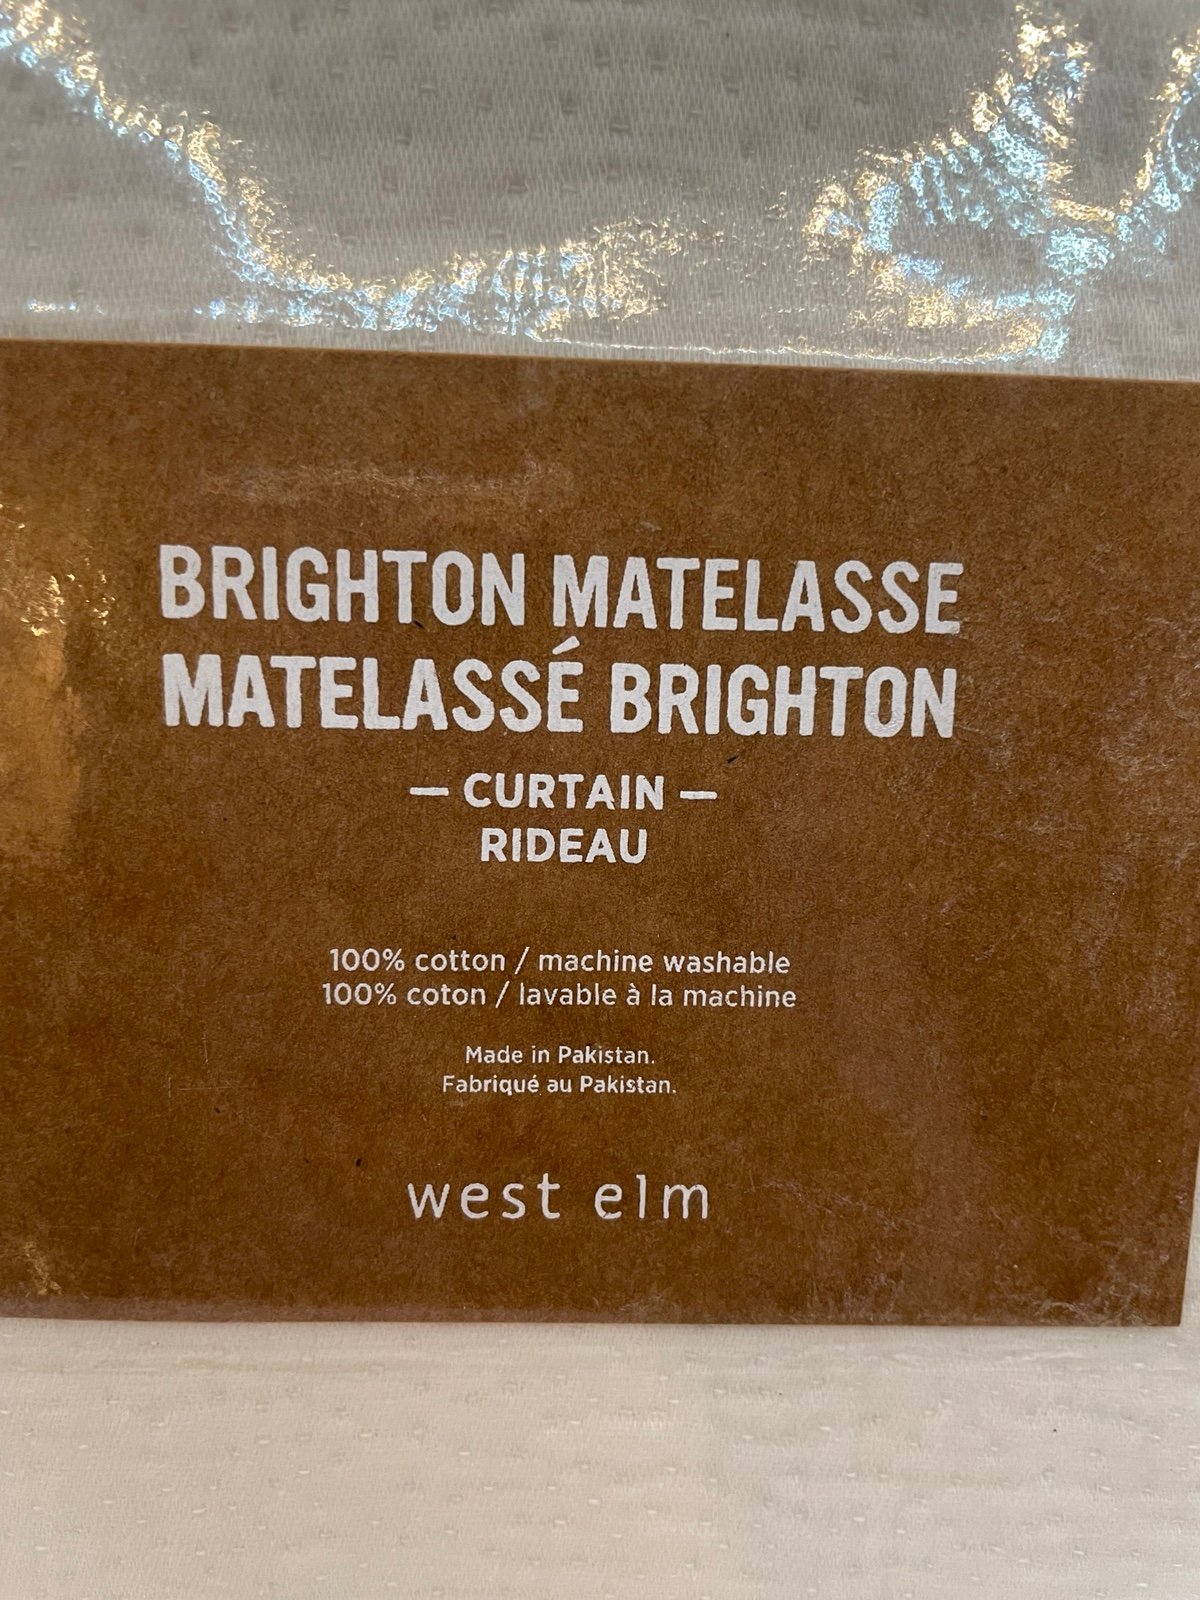 BRIGHTON MATELASSE
MATELASSÉ BRIGHTON
— CURTAIN —
RIDEAU
100% cotton / machine washable
100% coton / lavable à la machine
Made in Pakistan.
Fabriqué au Pakistan.
west elm